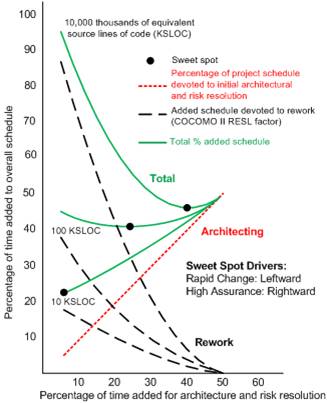 100
90
80
70
60
50
40
30
20
10
Percentage of time added to overall schedule
10,000 thousands of equivalent
source lines of code (KSLOC)
Sweet spot
Percentage of project schedule
devoted to initial architectural
and risk resolution
Added schedule devoted to rework
(COCOMO II RESL factor)
Total % added schedule
Total
Architecting
100 KSLOC
10 KSLOC
Sweet Spot Drivers:
Rapid Change: Leftward
High Assurance: Rightward
Rework
10 20 30 40 50 60
Percentage of time added for architecture and risk resolution